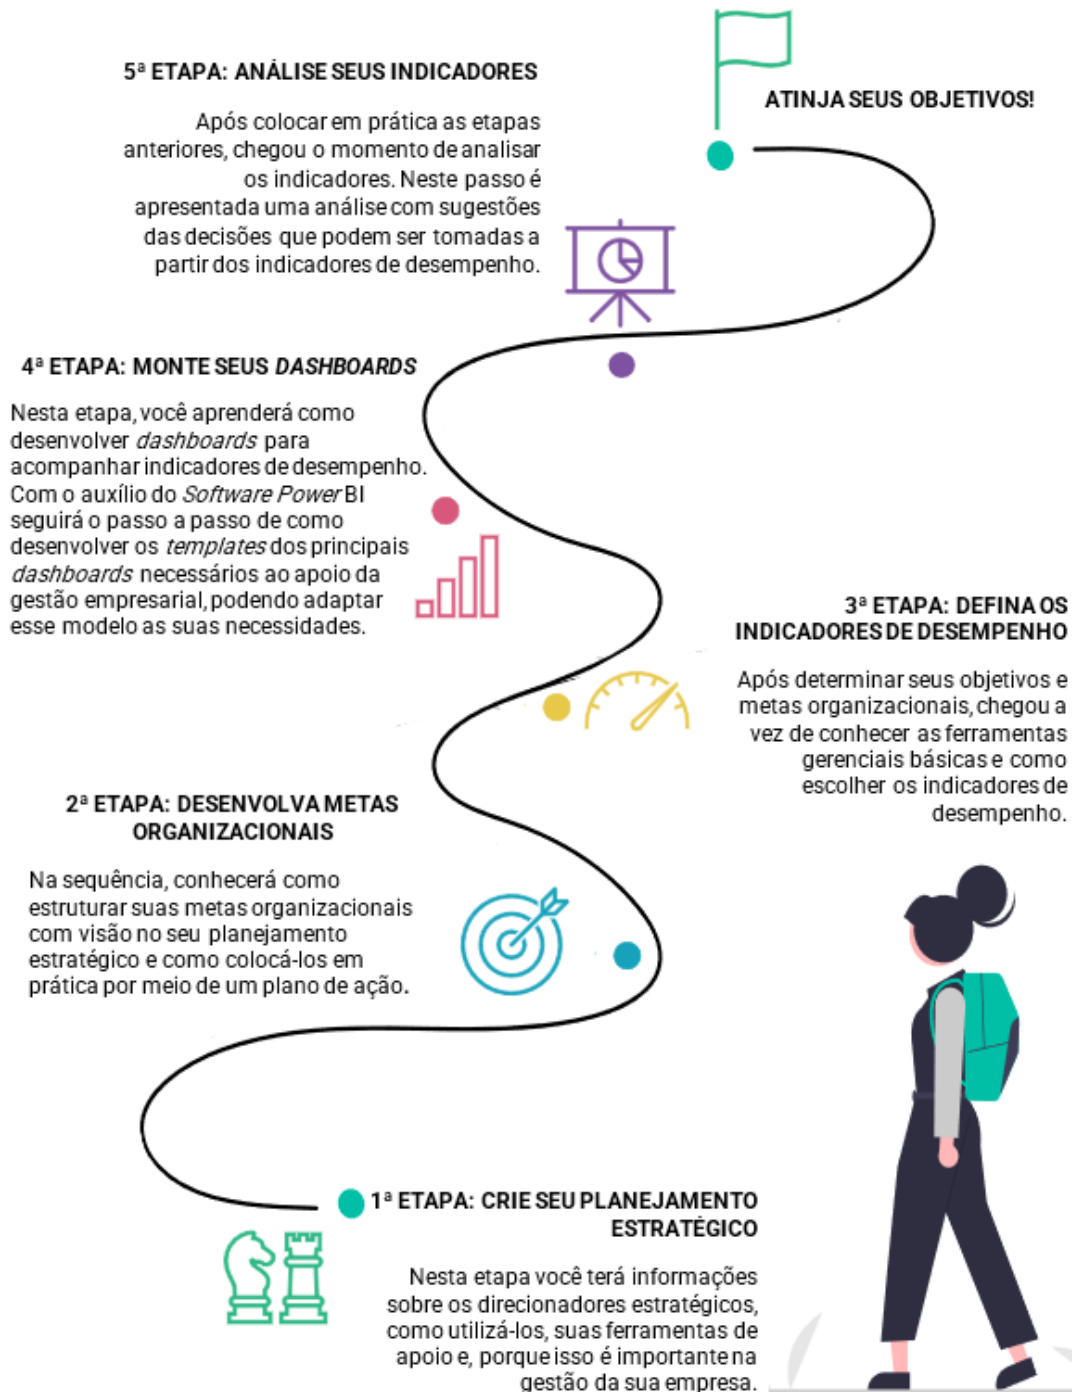 5ª ETAPA: ANÁLISE SEUS INDICADORES
Após colocar em prática as etapas
anteriores, chegou o momento de analisar
os indicadores. Neste passo é
apresentada uma análise com sugestões
das decisões que podem ser tomadas a
partir dos indicadores de desempenho.
ATINJA SEUS OBJETIVOS!
4ª ETAPA: MONTE SEUS DASHBOARDS
Nesta etapa, você aprenderá como
desenvolver dashboards para
acompanhar indicadores de desempenho.
Com o auxílio do Software Power BI
seguirá o passo a passo de como
desenvolver os templates dos principais
dashboards necessários ao apoio da
gestão empresarial, podendo adaptar
esse modelo as suas necessidades.
3ª ETAPA: DEFINA OS
INDICADORES DE DESEMPENHO
Após determinar seus objetivos e
metas organizacionais, chegou a
vez de conhecer as ferramentas
gerenciais básicas e como
escolher os indicadores de
desempenho.
2ª ETAPA: DESENVOLVA METAS
ORGANIZACIONAIS
Na sequência, conhecerá como
estruturar suas metas organizacionais
com visão no seu planejamento
estratégico e como colocá-los em
prática por meio de um plano de ação.
1ª ETAPA: CRIE SEU PLANEJAMENTO
ESTRATÉGICO
Nesta etapa você terá informações
sobre os direcionadores estratégicos,
como utilizá-los, suas ferramentas de
apoio e, porque isso é importante na
gestão da sua empresa.